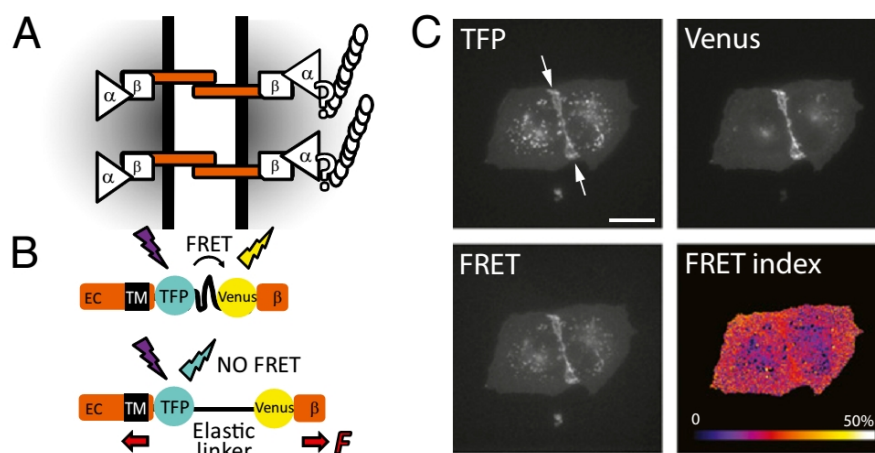 A
α β β α ?
α β β α ?
B
FRET
EC TM TFP Venus β
NO FRET
EC TM TFP Venus β
Elastic
linker
F
C
TFP
Venus
FRET
FRET index
0 50%